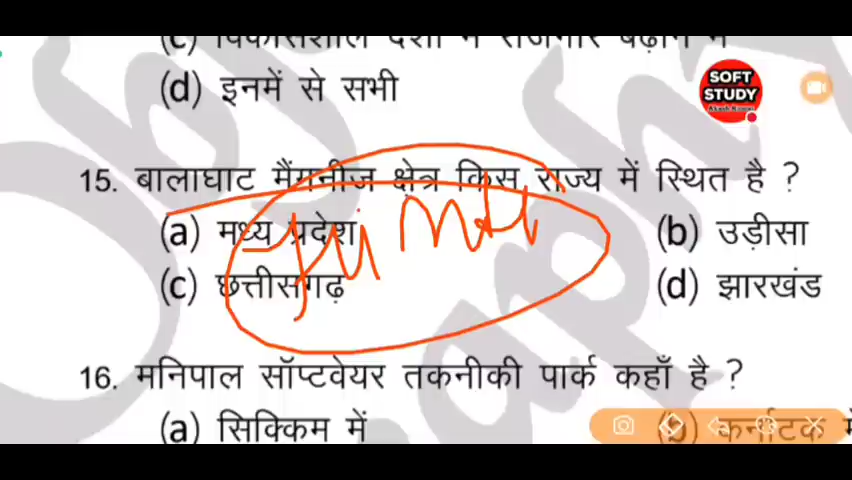 (d) इनमें से सभी
SOFT
STUDY
15. बालाघाट मैंगनीज क्षेत्र किस राज्य में स्थित है ?
(a) मध्य प्रदेश
(b) उड़ीसा
(c) छत्तीसगढ़
(d) झारखंड
16. मनिपाल सॉप्टवेयर तकनीकी पार्क कहाँ है ?
(a) सिक्किम में
(b) कर्नाटक में